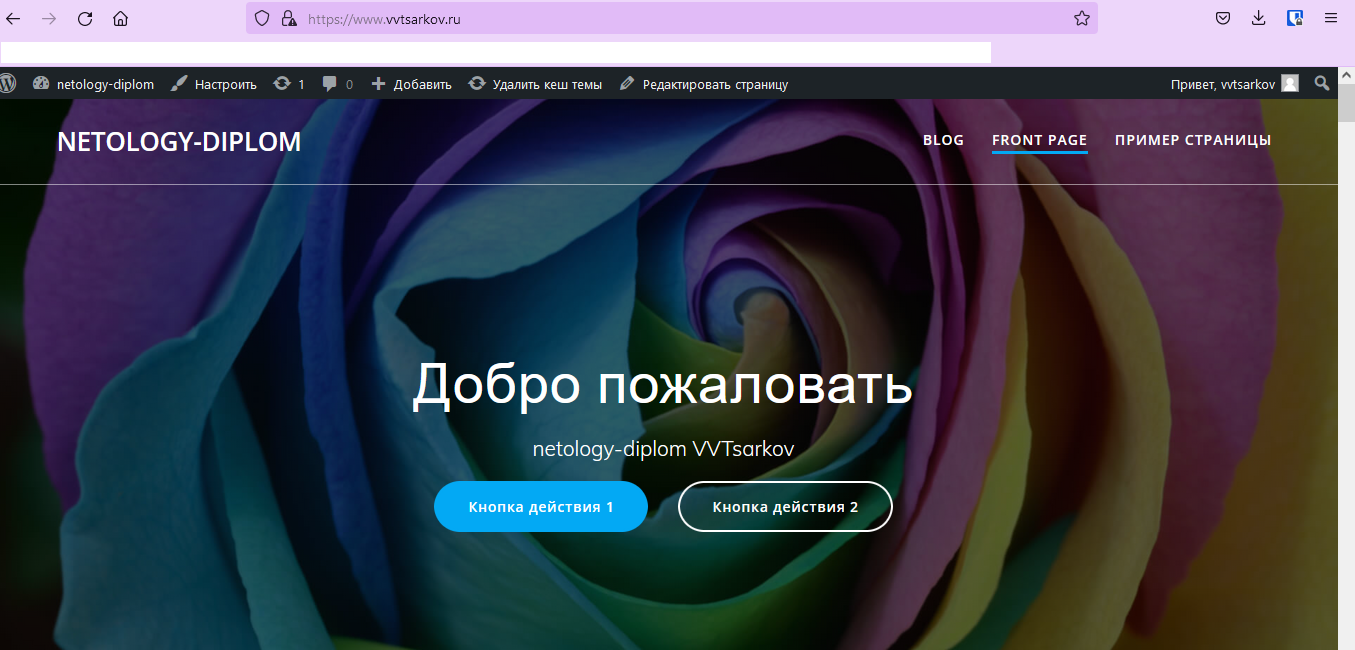 https://www.vvtsarkov.ru
netology-diplom Настроить 1 0 Добавить Удалить кеш темы Редактировать страницу Привет, vvtsarkov
NETOLOGY-DIPLOM BLOG FRONT PAGE ПРИМЕР СТРАНИЦЫ
Добро пожаловать
netology-diplom VVTsarkov
Кнопка действия 1 Кнопка действия 2